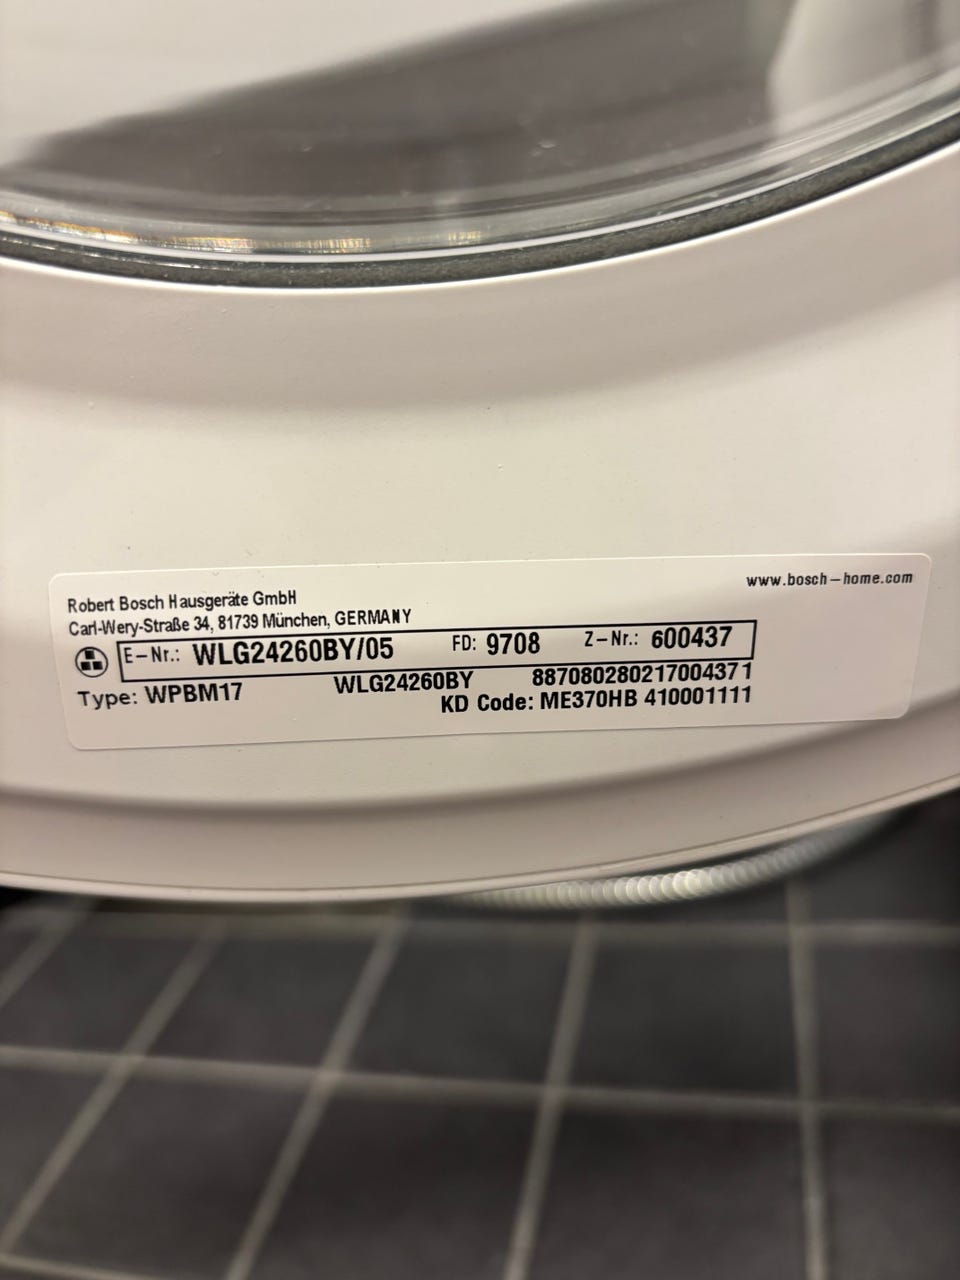 www.bosch-home.com
Robert Bosch Hausgeräte GmbH
Carl-Wery-Straße 34, 81739 München, GERMANY
E-Nr.: WLG24260BY/05 FD: 9708 Z-Nr.: 600437
Type: WPBM17 WLG24260BY 887080280217004371
KD Code: ME370HB 410001111